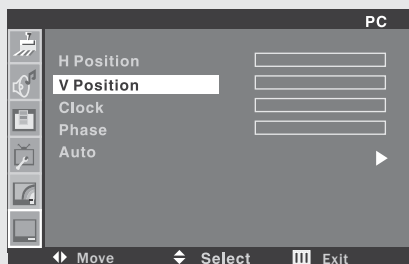 PC
H Position
V Position
Clock
Phase
Auto
Move Select Exit